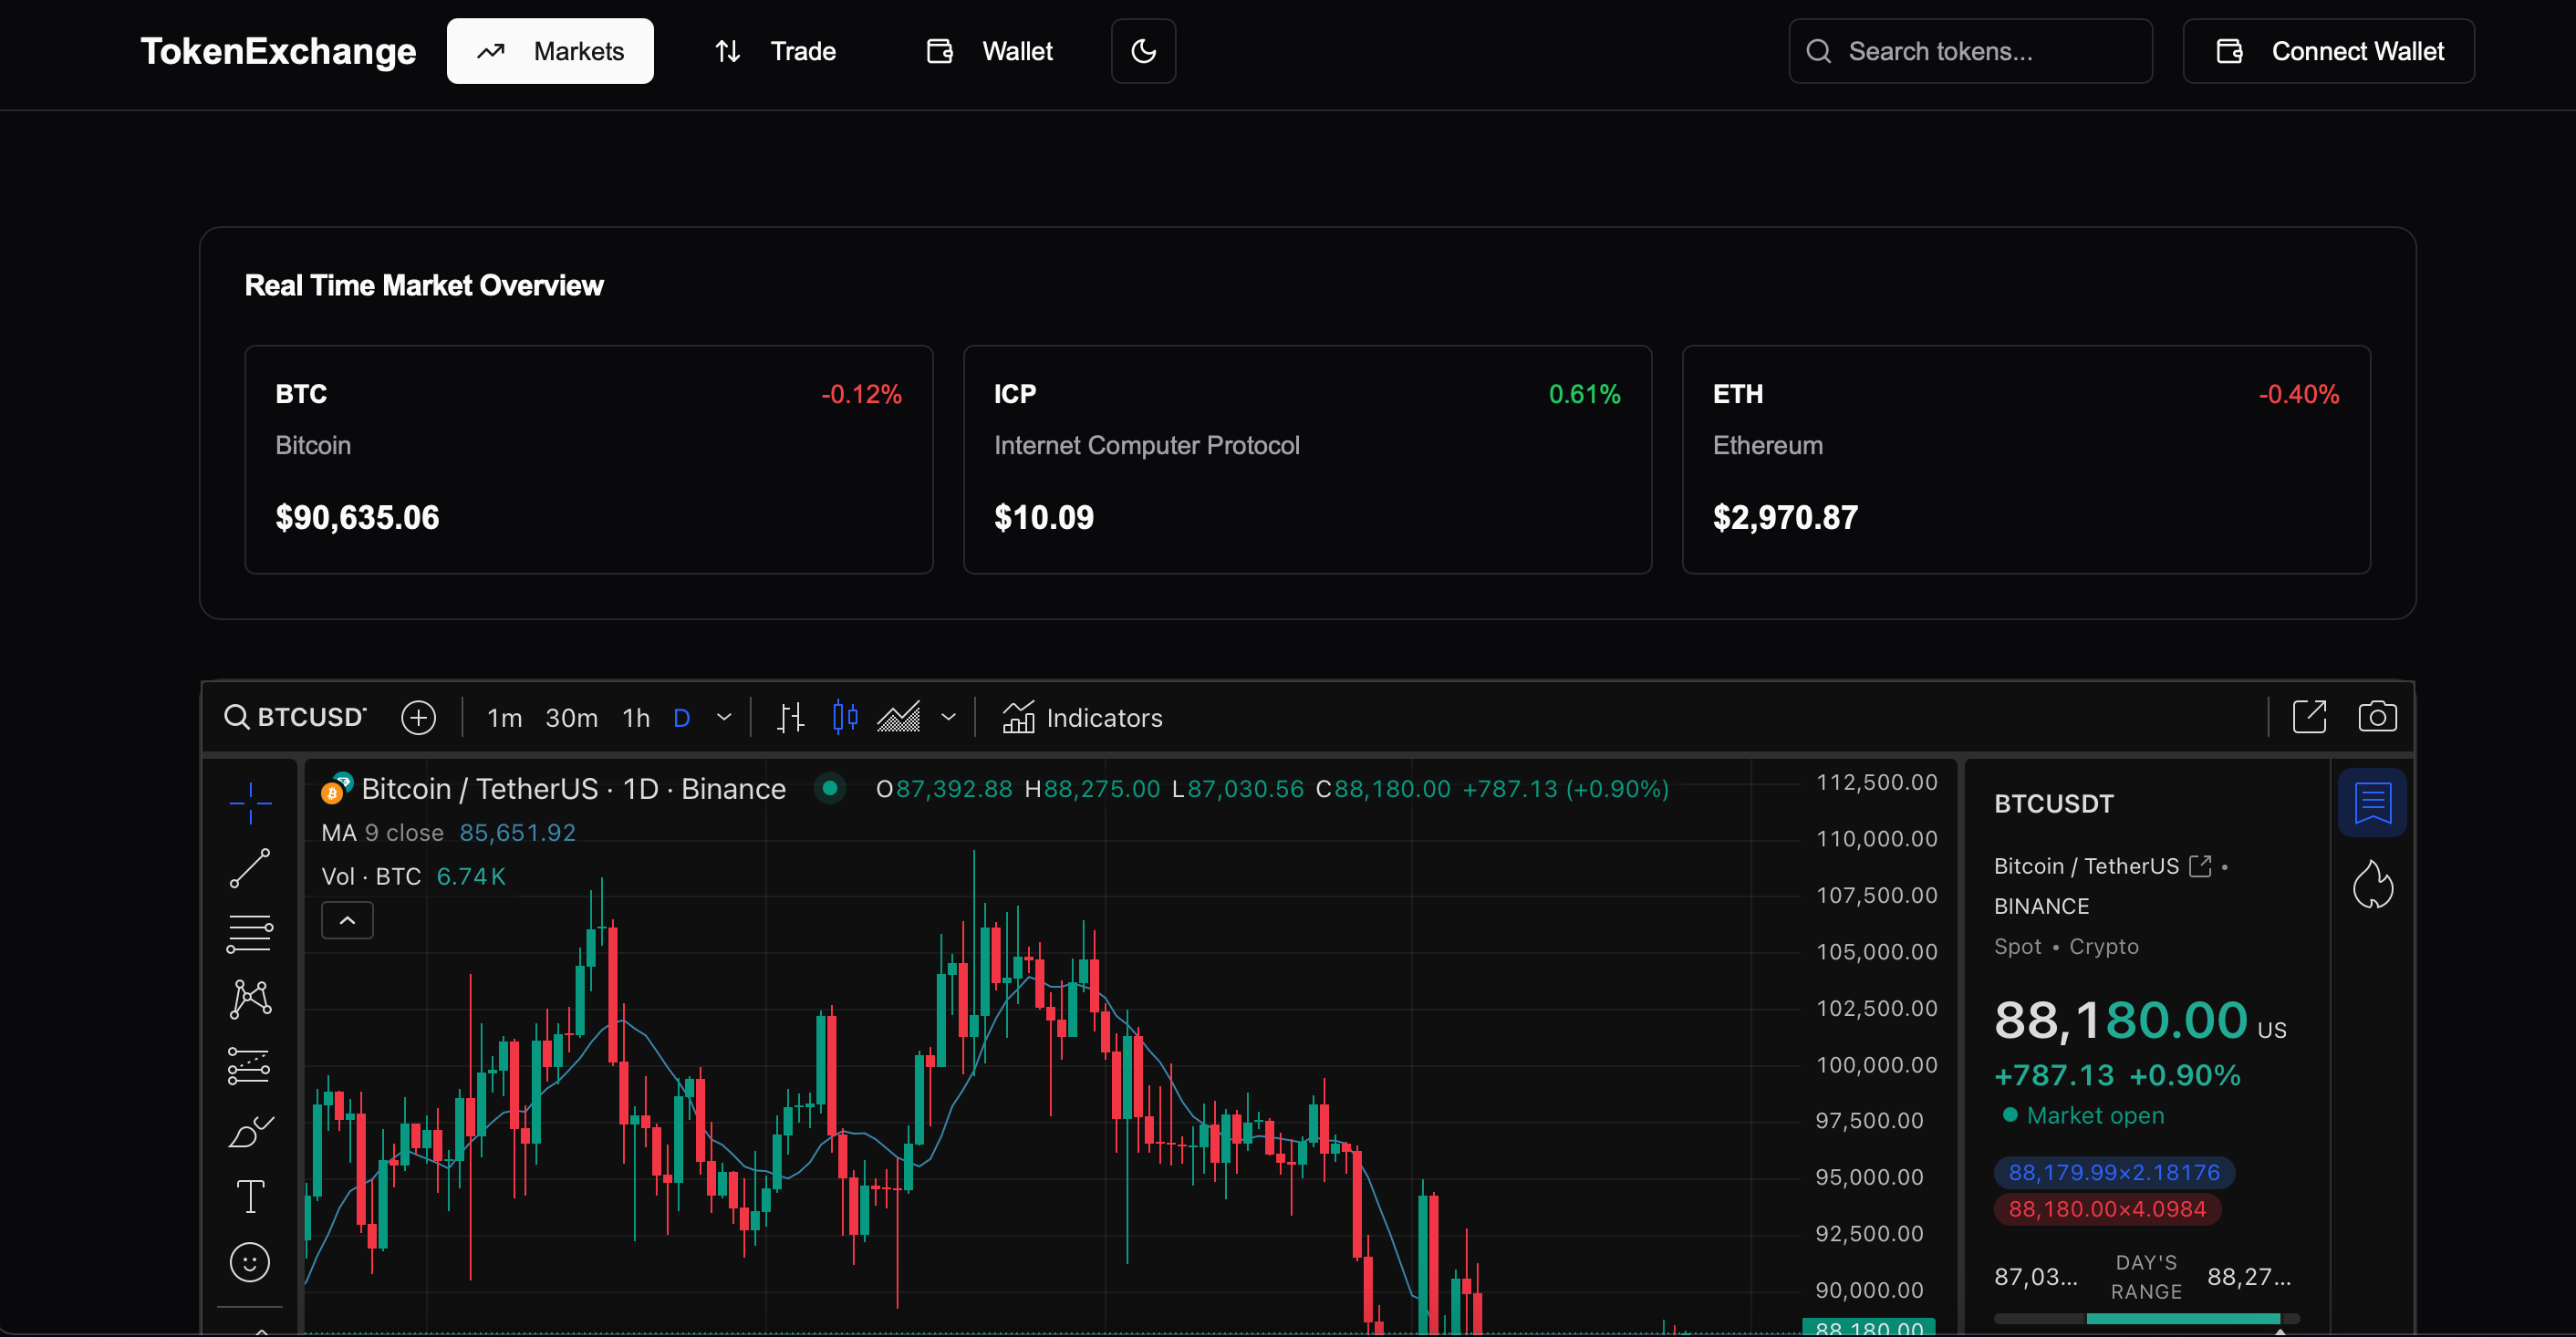 TokenExchange Markets Trade Wallet Search tokens... Connect Wallet
Real Time Market Overview
BTC -0.12%
Bitcoin
$90,635.06
ICP 0.61%
Internet Computer Protocol
$10.09
ETH -0.40%
Ethereum
$2,970.87
BTCUSD 1m 30m 1h D Indicators
Bitcoin / TetherUS · 1D · Binance O87,392.88 H88,275.00 L87,030.56 C88,180.00 +787.13 (+0.90%)
MA 9 close 85,651.92
Vol · BTC 6.74K
112,500.00
110,000.00
107,500.00
105,000.00
102,500.00
100,000.00
97,500.00
95,000.00
92,500.00
90,000.00
88,180.00
BTCUSDT
Bitcoin / TetherUS •
BINANCE
Spot • Crypto
88,180.00 US
+787.13 +0.90%
Market open
88,179.99×2.18176
88,180.00×4.0984
87,03... DAY'S RANGE 88,27...